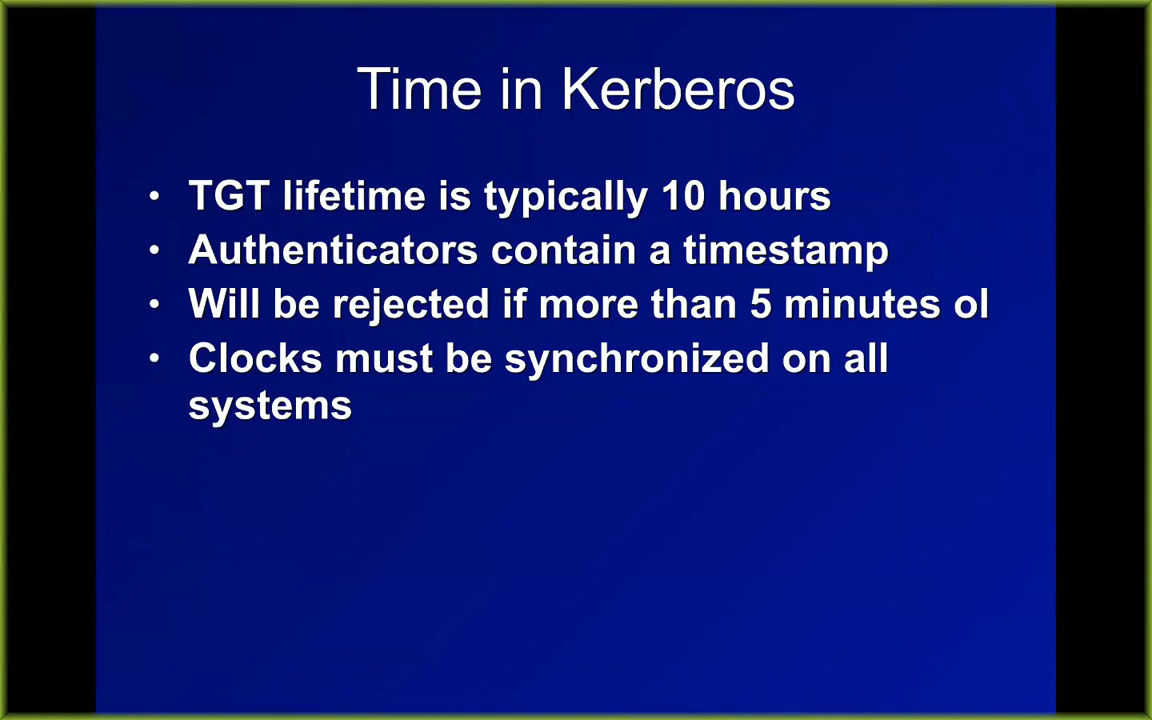 Time in Kerberos
• TGT lifetime is typically 10 hours
• Authenticators contain a timestamp
• Will be rejected if more than 5 minutes ol
• Clocks must be synchronized on all
systems